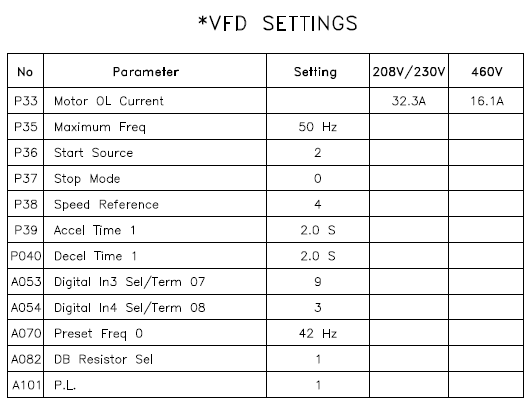 *VFD SETTINGS
No Parameter Setting 208V/230V 460V
P33 Motor OL Current 32.3A 16.1A
P35 Maximum Freq 50 Hz
P36 Start Source 2
P37 Stop Mode 0
P38 Speed Reference 4
P39 Accel Time 1 2.0 S
P040 Decel Time 1 2.0 S
A053 Digital In3 Sel/Term 07 9
A054 Digital In4 Sel/Term 08 3
A070 Preset Freq 0 42 Hz
A082 DB Resistor Sel 1
A101 P.L. 1